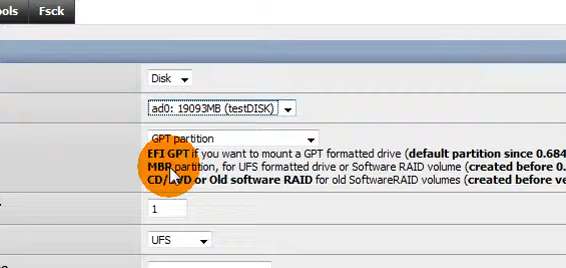 ools Fsck
Disk
ad0: 19093MB (testDISK)
GPT partition
EFI GPT if you want to mount a GPT formatted drive (default partition since 0.684
MBR partition, for UFS formatted drive or Software RAID volume (created before 0.
CD/DVD or Old software RAID for old SoftwareRAID volumes (created before ve
1
UFS